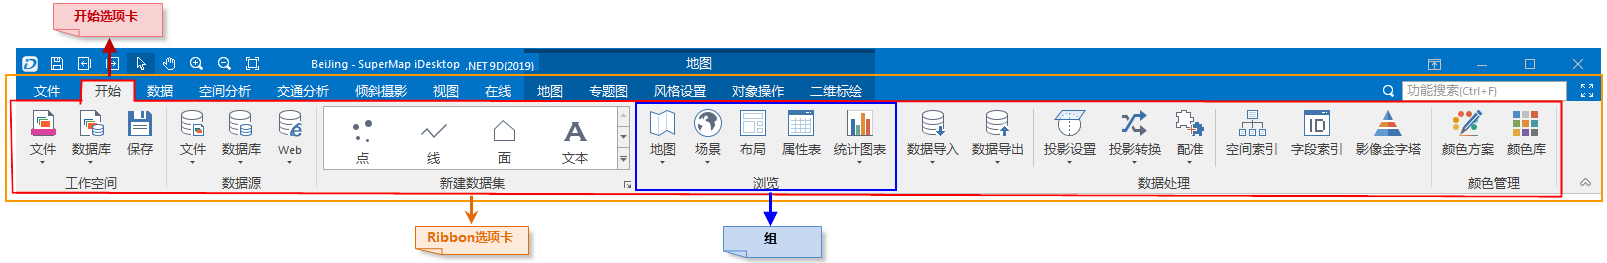 开始选项卡
BeiJing - SuperMap iDesktop .NET 9D(2019) 地图
文件 开始 数据 空间分析 交通分析 倾斜摄影 视图 在线 地图 专题图 风格设置 对象操作 二维标绘 功能搜索(Ctrl+F)
文件 数据库 保存 文件 数据库 Web 点 线 面 文本 地图 场景 布局 属性表 统计图表 数据导入 数据导出 投影设置 投影转换 配准 空间索引 字段索引 影像金字塔 颜色方案 颜色库
工作空间 数据源 新建数据集 浏览 数据处理 颜色管理
Ribbon选项卡 组